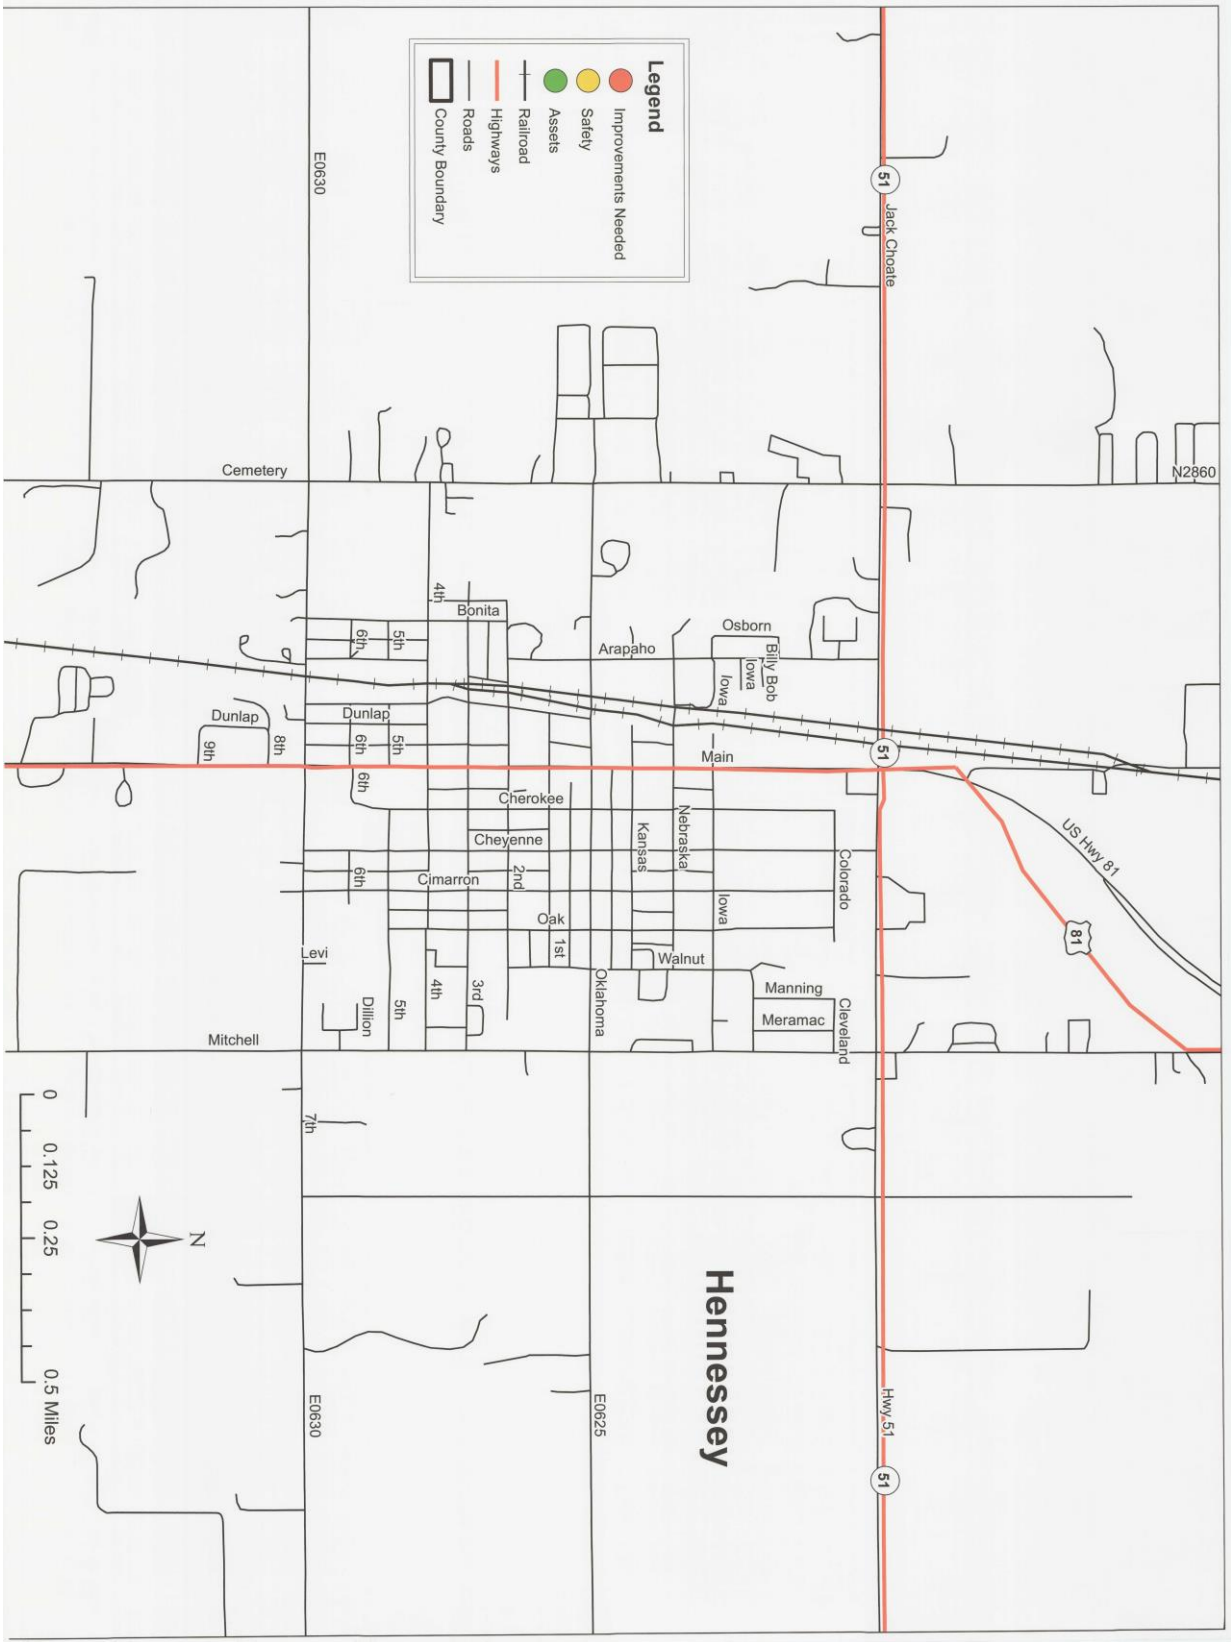 Hennessey
Legend
Improvements Needed
Safety
Assets
Railroad
Highways
Roads
County Boundary
N2860
US Hwy 81
81
51
Jack Choate
51
Hwy 51
51
Osborn
Billy Bob
Iowa
Iowa
Arapaho
Main
Colorado
Cleveland
Manning
Meramac
Iowa
Nebraska
Kansas
Walnut
Oklahoma
E0625
1st
Oak
2nd
Cherokee
Cheyenne
Cimarron
Bonita
3rd
4th
4th
5th
5th
5th
6th
6th
6th
6th
Dunlap
Dillion
Levi
7th
E0630
E0630
Cemetery
Dunlap
8th
9th
Mitchell
N
0 0.125 0.25 0.5 Miles